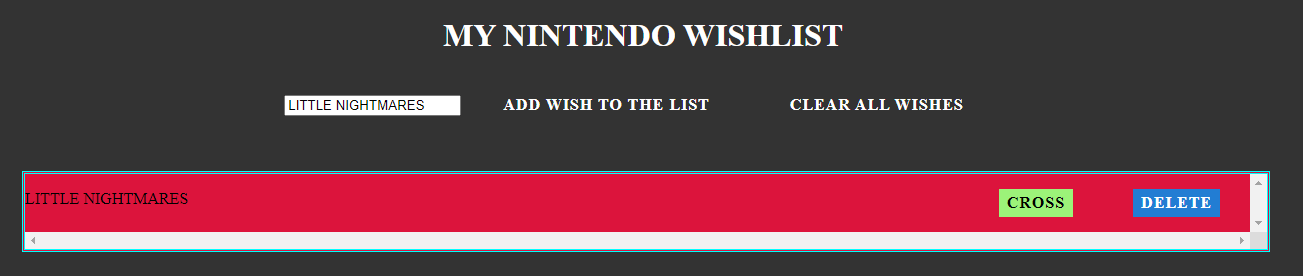 MY NINTENDO WISHLIST
LITTLE NIGHTMARES ADD WISH TO THE LIST CLEAR ALL WISHES
LITTLE NIGHTMARES CROSS DELETE